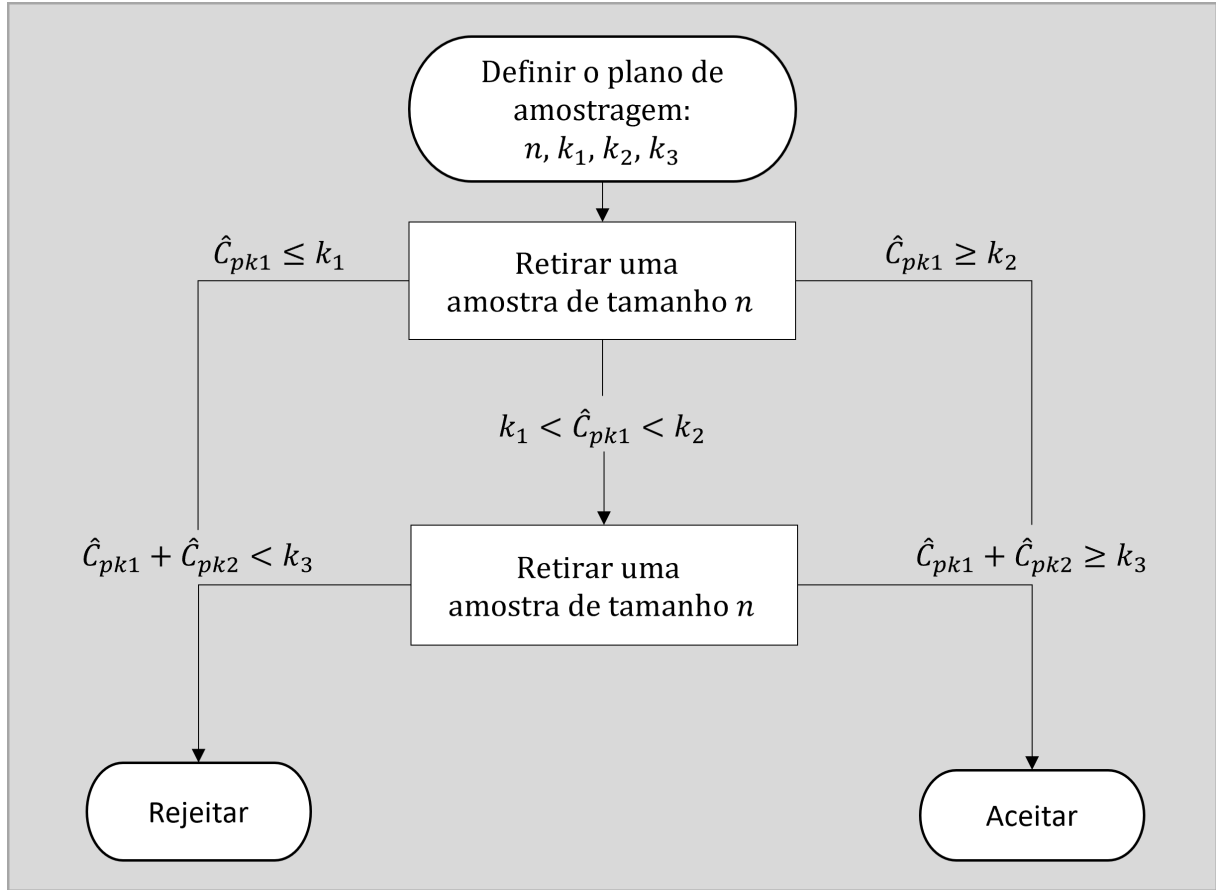 Definir o plano de
amostragem:
n, k₁, k₂, k₃
Ĉpk1 ≤ k₁
Retirar uma
amostra de tamanho n
Ĉpk1 ≥ k₂
k₁ < Ĉpk1 < k₂
Ĉpk1 + Ĉpk2 < k₃
Retirar uma
amostra de tamanho n
Ĉpk1 + Ĉpk2 ≥ k₃
Rejeitar
Aceitar